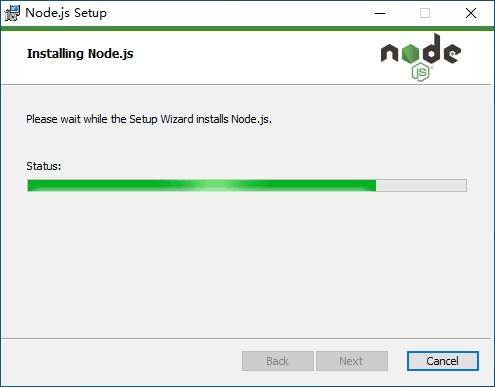 Node.js Setup
Installing Node.js
node
JS
Please wait while the Setup Wizard installs Node.js.
Status:
Back
Next
Cancel